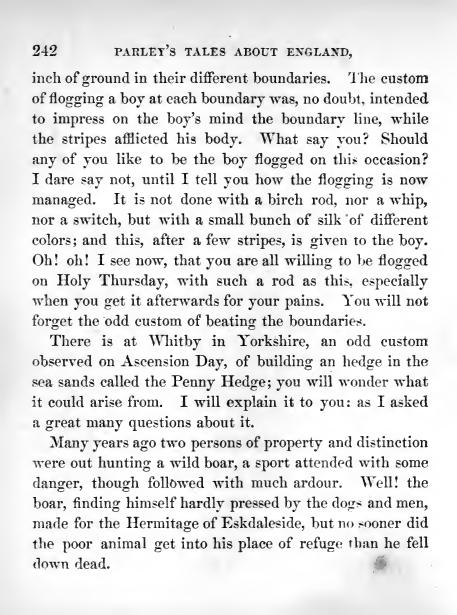 242 PARLEY'S TALES ABOUT ENGLAND,
inch of ground in their different boundaries. The custom
of flogging a boy at each boundary was, no doubt, intended
to impress on the boy's mind the boundary line, while
the stripes afflicted his body. What say you? Should
any of you like to be the boy flogged on this occasion?
I dare say not, until I tell you how the flogging is now
managed. It is not done with a birch rod, nor a whip,
nor a switch, but with a small bunch of silk of different
colors; and this, after a few stripes, is given to the boy.
Oh! oh! I see now, that you are all willing to be flogged
on Holy Thursday, with such a rod as this, especially
when you get it afterwards for your pains. You will not
forget the odd custom of beating the boundaries.
There is at Whitby in Yorkshire, an odd custom
observed on Ascension Day, of building an hedge in the
sea sands called the Penny Hedge; you will wonder what
it could arise from. I will explain it to you: as I asked
a great many questions about it.
Many years ago two persons of property and distinction
were out hunting a wild boar, a sport attended with some
danger, though followed with much ardour. Well! the
boar, finding himself hardly pressed by the dogs and men,
made for the Hermitage of Eskdaleside, but no sooner did
the poor animal get into his place of refuge than he fell
down dead.